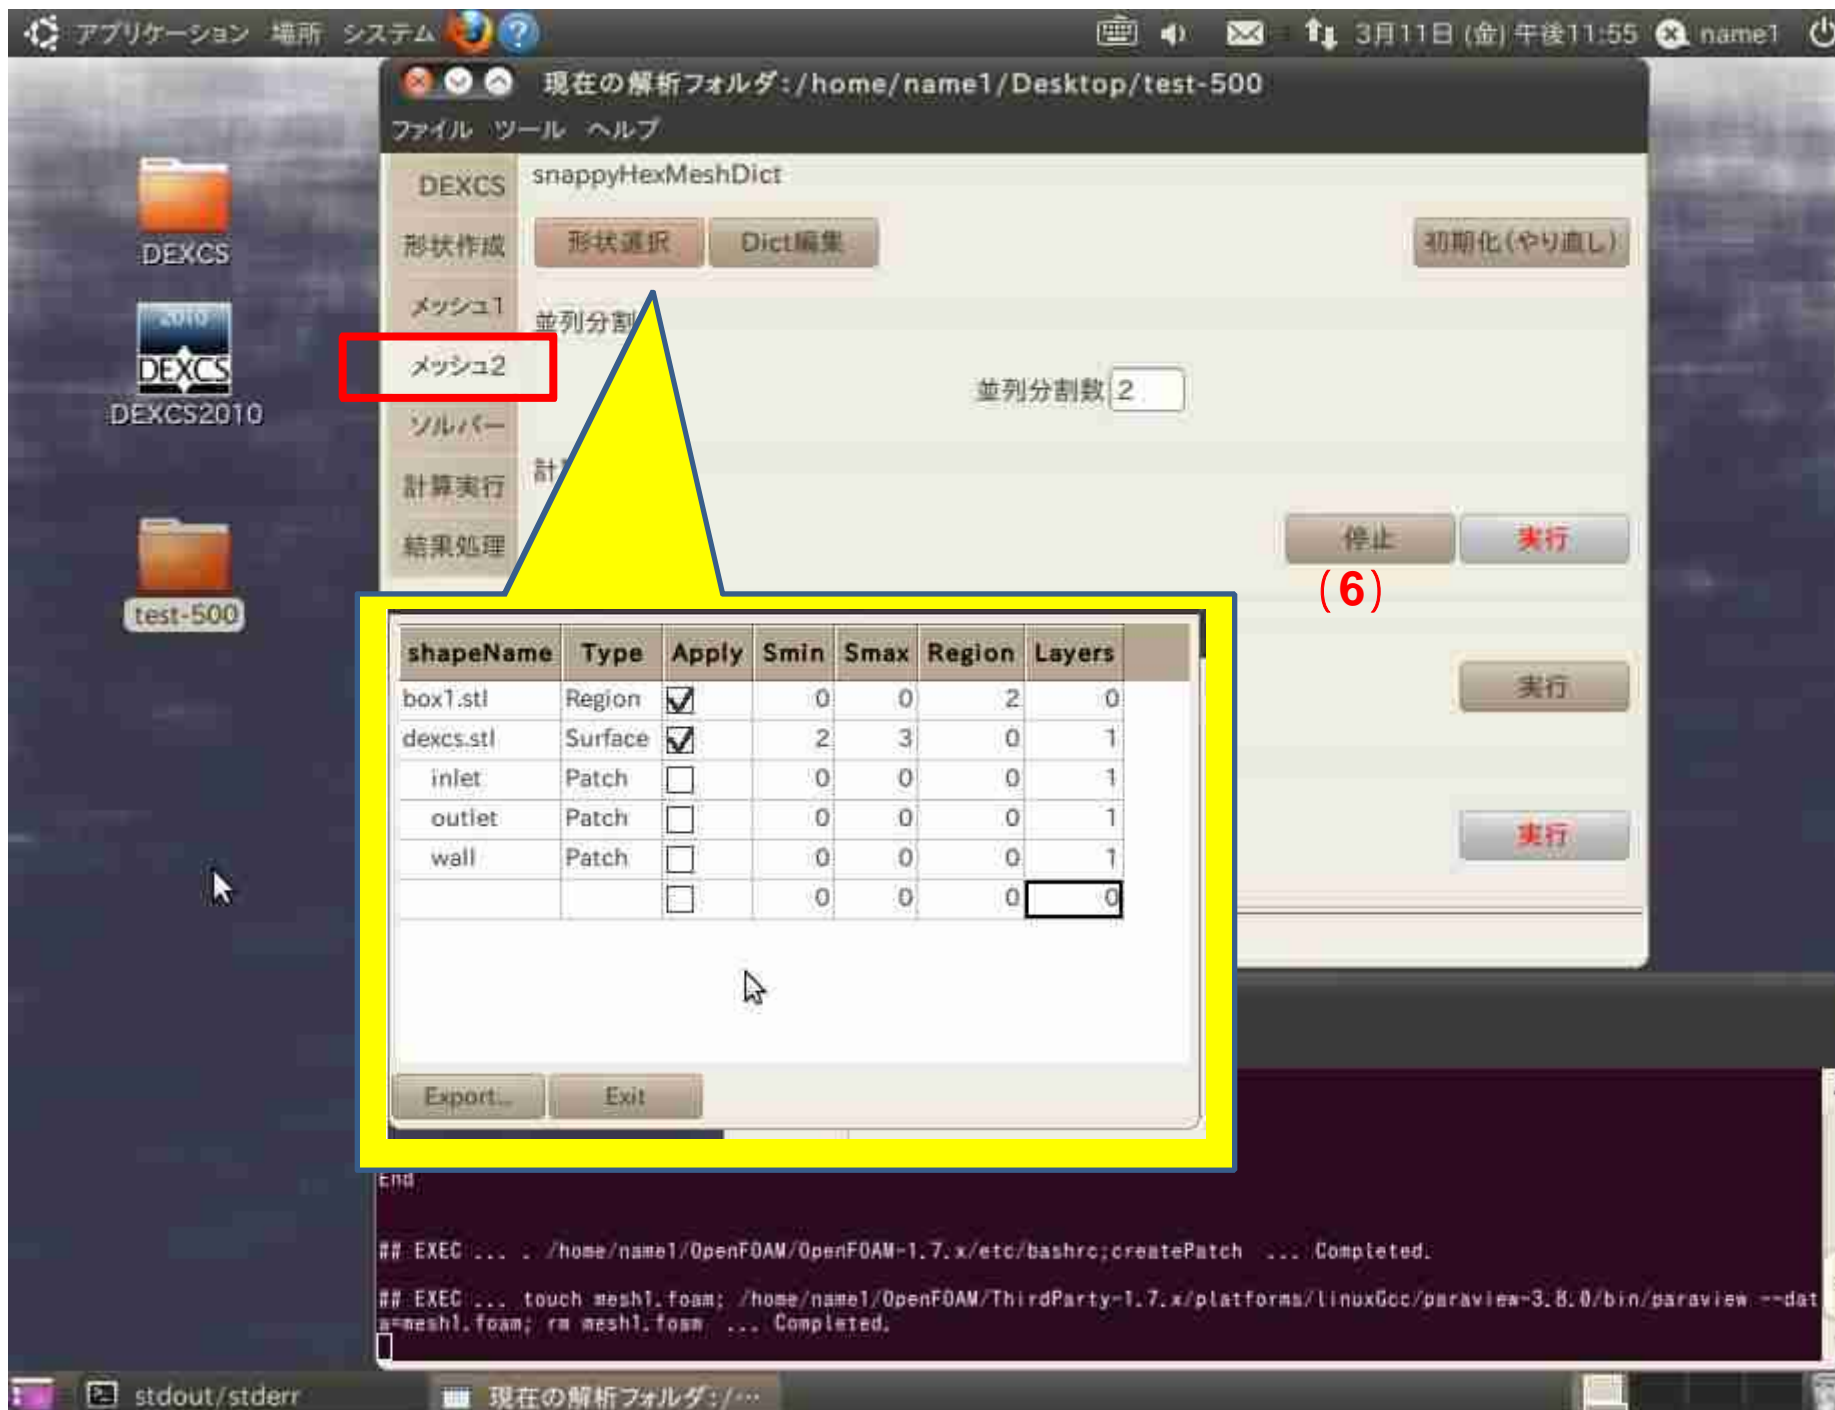 アプリケーション 場所 システム
3月11日 (金) 午後11:55 name1
現在の解析フォルダ:/home/name1/Desktop/test-500
ファイル ツール ヘルプ
DEXCS
2010
DEXCS
DEXCS2010
test-500
DEXCS
形状作成
メッシュ1
メッシュ2
ソルバー
計算実行
結果処理
snappyHexMeshDict
形状選択 Dict編集 初期化(やり直し)
並列分割
並列分割数 2
計
停止 実行
(6)
実行
実行
shapeName Type Apply Smin Smax Region Layers
box1.stl Region 0 0 2 0
dexcs.stl Surface 2 3 0 1
inlet Patch 0 0 0 1
outlet Patch 0 0 0 1
wall Patch 0 0 0 1
0 0 0 0
Export... Exit
End
## EXEC ... . /home/name1/OpenFOAM/OpenFOAM-1.7.x/etc/bashrc;createPatch ... Completed.
## EXEC ... touch mesh1.foam; /home/name1/OpenFOAM/ThirdParty-1.7.x/platforms/linuxGcc/paraview-3.8.0/bin/paraview --dat
a=mesh1.foam; rm mesh1.foam ... Completed.
stdout/stderr 現在の解析フォルダ:/…